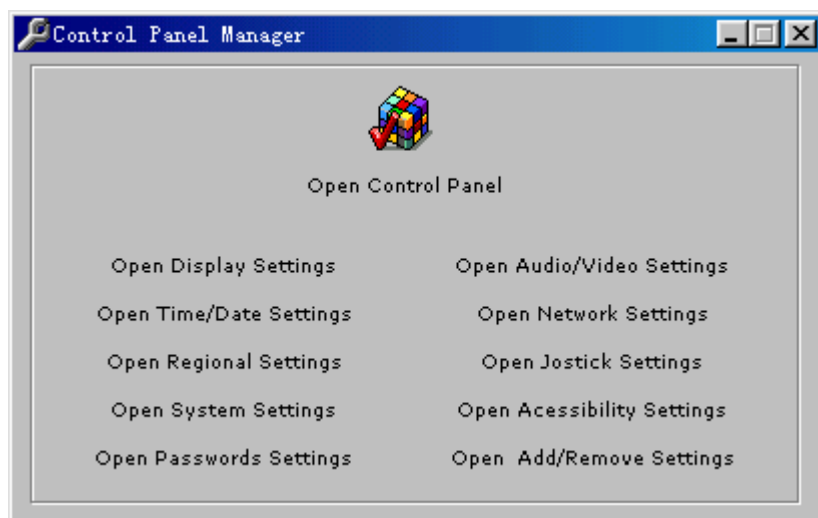 Control Panel Manager
Open Control Panel
Open Display Settings
Open Audio/Video Settings
Open Time/Date Settings
Open Network Settings
Open Regional Settings
Open Jostick Settings
Open System Settings
Open Acessibility Settings
Open Passwords Settings
Open  Add/Remove Settings